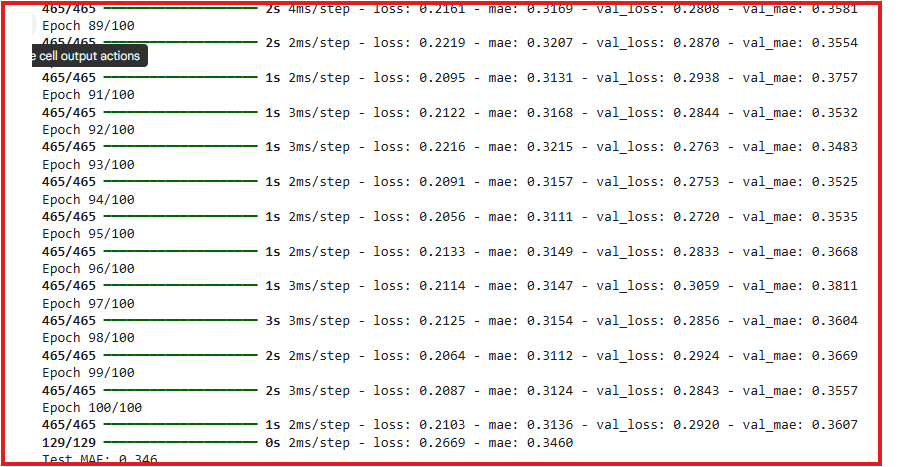 465/465 ━━━━━━━━━━━━━━━━━━━━ 2s 4ms/step - loss: 0.2161 - mae: 0.3169 - val_loss: 0.2808 - val_mae: 0.3581
Epoch 89/100
465/465 ━━━━━━━━━━━━━━━━━━━━ 2s 2ms/step - loss: 0.2219 - mae: 0.3207 - val_loss: 0.2870 - val_mae: 0.3554
e cell output actions
465/465 ━━━━━━━━━━━━━━━━━━━━ 1s 2ms/step - loss: 0.2095 - mae: 0.3131 - val_loss: 0.2938 - val_mae: 0.3757
Epoch 91/100
465/465 ━━━━━━━━━━━━━━━━━━━━ 1s 3ms/step - loss: 0.2122 - mae: 0.3168 - val_loss: 0.2844 - val_mae: 0.3532
Epoch 92/100
465/465 ━━━━━━━━━━━━━━━━━━━━ 1s 3ms/step - loss: 0.2216 - mae: 0.3215 - val_loss: 0.2763 - val_mae: 0.3483
Epoch 93/100
465/465 ━━━━━━━━━━━━━━━━━━━━ 1s 2ms/step - loss: 0.2091 - mae: 0.3157 - val_loss: 0.2753 - val_mae: 0.3525
Epoch 94/100
465/465 ━━━━━━━━━━━━━━━━━━━━ 1s 2ms/step - loss: 0.2056 - mae: 0.3111 - val_loss: 0.2720 - val_mae: 0.3535
Epoch 95/100
465/465 ━━━━━━━━━━━━━━━━━━━━ 1s 2ms/step - loss: 0.2133 - mae: 0.3149 - val_loss: 0.2833 - val_mae: 0.3668
Epoch 96/100
465/465 ━━━━━━━━━━━━━━━━━━━━ 1s 3ms/step - loss: 0.2114 - mae: 0.3147 - val_loss: 0.3059 - val_mae: 0.3811
Epoch 97/100
465/465 ━━━━━━━━━━━━━━━━━━━━ 3s 3ms/step - loss: 0.2125 - mae: 0.3154 - val_loss: 0.2856 - val_mae: 0.3604
Epoch 98/100
465/465 ━━━━━━━━━━━━━━━━━━━━ 2s 2ms/step - loss: 0.2064 - mae: 0.3112 - val_loss: 0.2924 - val_mae: 0.3669
Epoch 99/100
465/465 ━━━━━━━━━━━━━━━━━━━━ 2s 3ms/step - loss: 0.2087 - mae: 0.3124 - val_loss: 0.2843 - val_mae: 0.3557
Epoch 100/100
465/465 ━━━━━━━━━━━━━━━━━━━━ 1s 2ms/step - loss: 0.2103 - mae: 0.3136 - val_loss: 0.2920 - val_mae: 0.3607
129/129 ━━━━━━━━━━━━━━━━━━━━ 0s 2ms/step - loss: 0.2669 - mae: 0.3460
Test MAE: 0.346